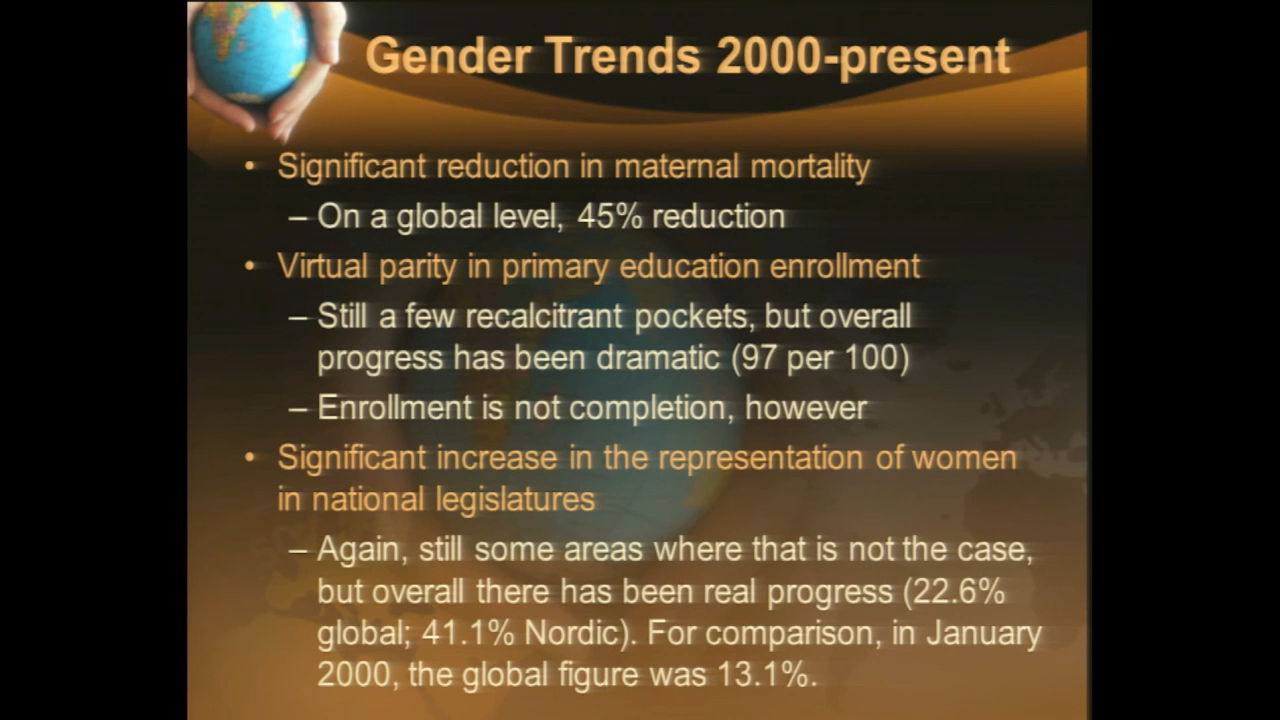 Gender Trends 2000-present
• Significant reduction in maternal mortality
– On a global level, 45% reduction
• Virtual parity in primary education enrollment
– Still a few recalcitrant pockets, but overall
progress has been dramatic (97 per 100)
– Enrollment is not completion, however
• Significant increase in the representation of women
in national legislatures
– Again, still some areas where that is not the case,
but overall there has been real progress (22.6%
global; 41.1% Nordic). For comparison, in January
2000, the global figure was 13.1%.